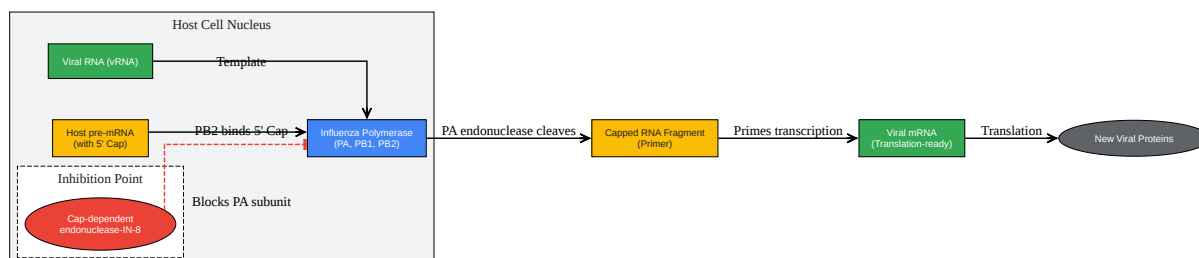 Host Cell Nucleus
Viral RNA (vRNA)
Template
Host pre-mRNA
(with 5' Cap)
PB2 binds 5' Cap
Influenza Polymerase
(PA, PB1, PB2)
PA endonuclease cleaves
Capped RNA Fragment
(Primer)
Primes transcription
Viral mRNA
(Translation-ready)
Translation
New Viral Proteins
Inhibition Point
Blocks PA subunit
Cap-dependent
endonuclease-IN-8